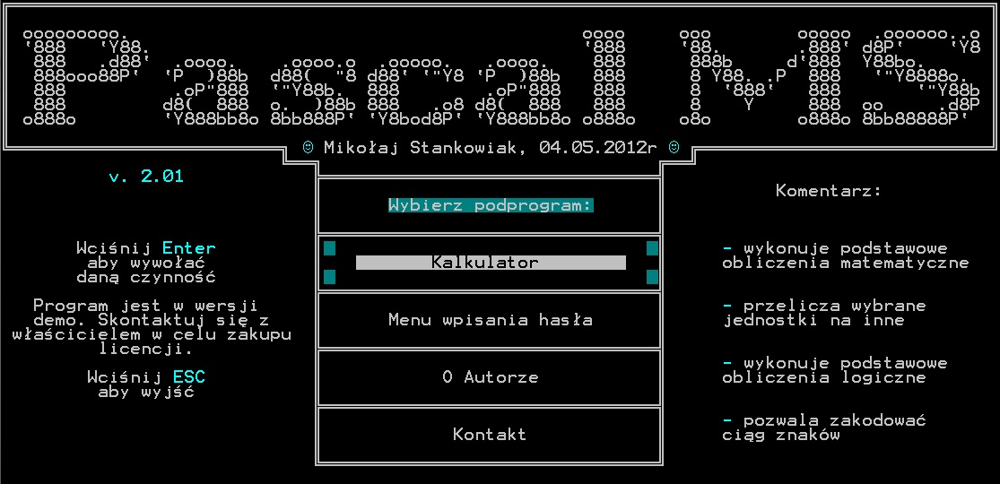 Pascal MS
☺ Mikołaj Stankowiak, 04.05.2012r ☺
v. 2.01
Wciśnij Enter
aby wywołać
daną czynność
Program jest w wersji
demo. Skontaktuj się z
właścicielem w celu zakupu
licencji.
Wciśnij ESC
aby wyjść
Wybierz podprogram:
Kalkulator
Menu wpisania hasła
O Autorze
Kontakt
Komentarz:
- wykonuje podstawowe
obliczenia matematyczne
- przelicza wybrane
jednostki na inne
- wykonuje podstawowe
obliczenia logiczne
- pozwala zakodować
ciąg znaków